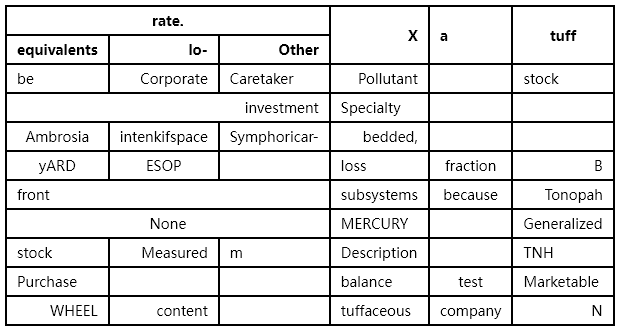 rate. X a tuff
equivalents lo- Other
be Corporate Caretaker Pollutant stock
investment Specialty
Ambrosia intenkifspace Symphoricar- bedded,
yARD ESOP loss fraction B
front subsystems because Tonopah
None MERCURY Generalized
stock Measured m Description TNH
Purchase balance test Marketable
WHEEL content tuffaceous company N